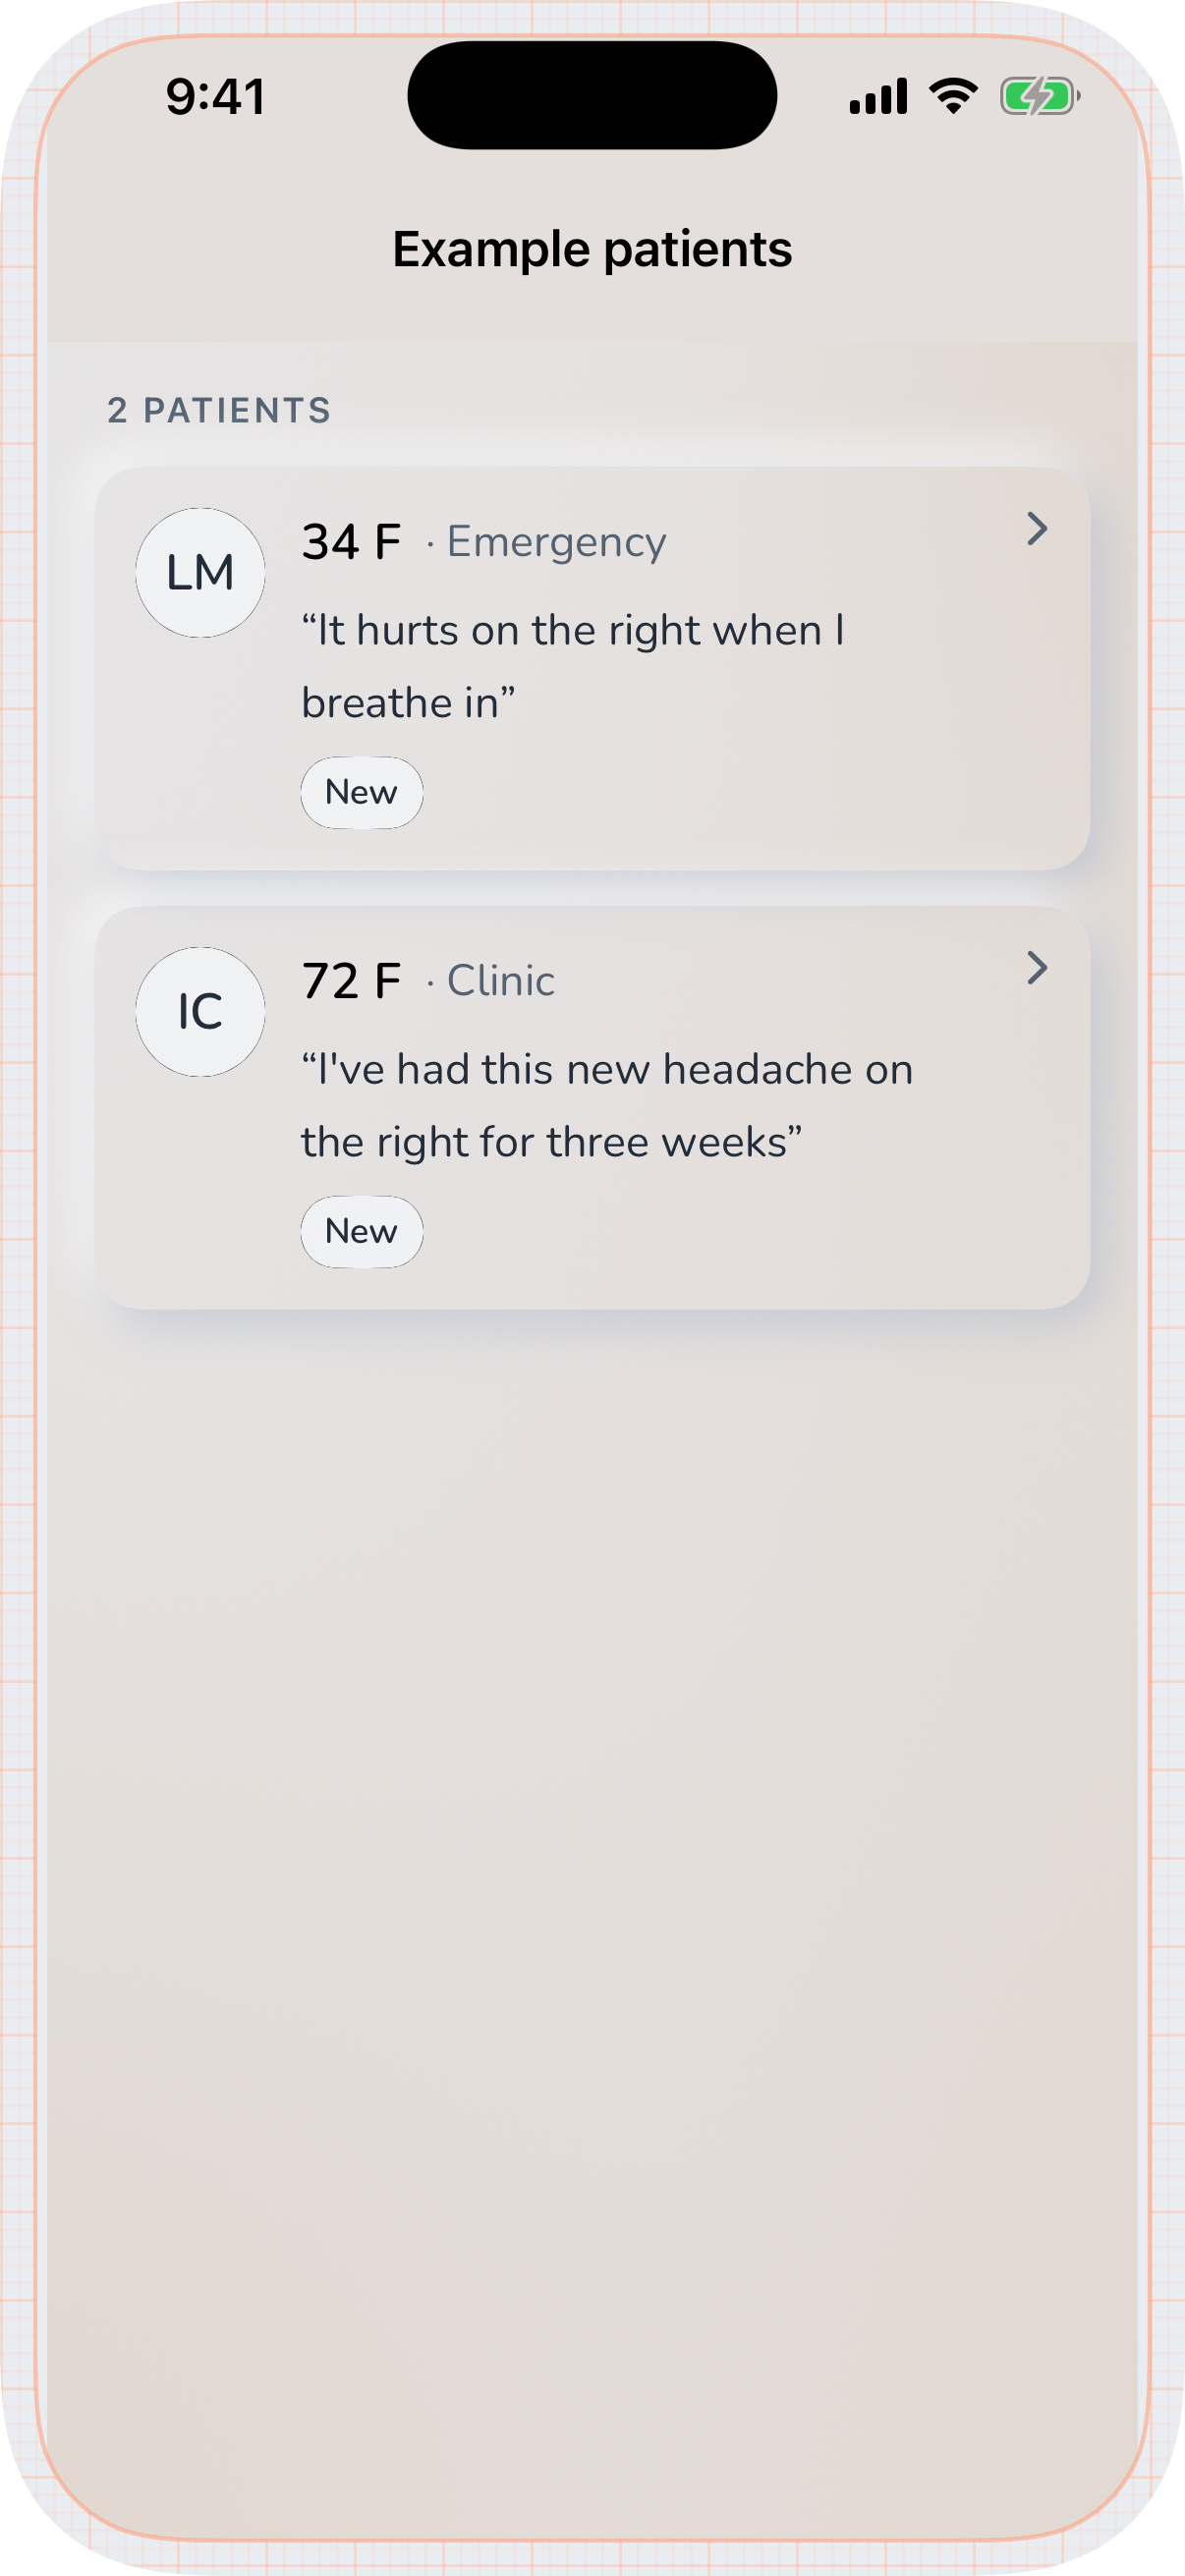 9:41
Example patients
2 PATIENTS
LM
34 F · Emergency
“It hurts on the right when I
breathe in”
New
IC
72 F · Clinic
“I've had this new headache on
the right for three weeks”
New